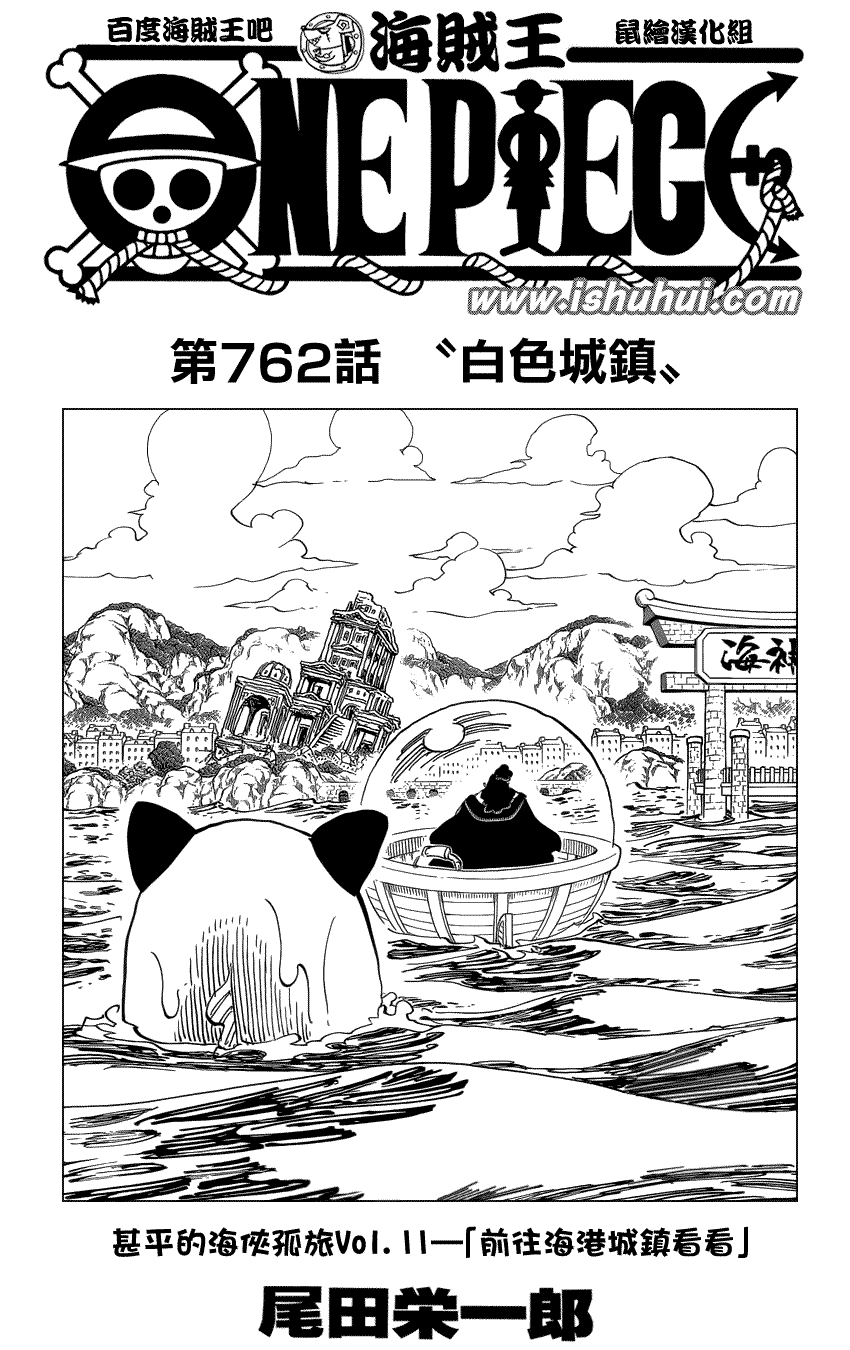 百度海賊王吧 海賊王 鼠繪漢化組
ONE PIECE
www.ishuhui.com
第762話 〝白色城鎮〟
海神
甚平的海俠孤旅Vol.11—「前往海港城鎮看看」
尾田栄一郎